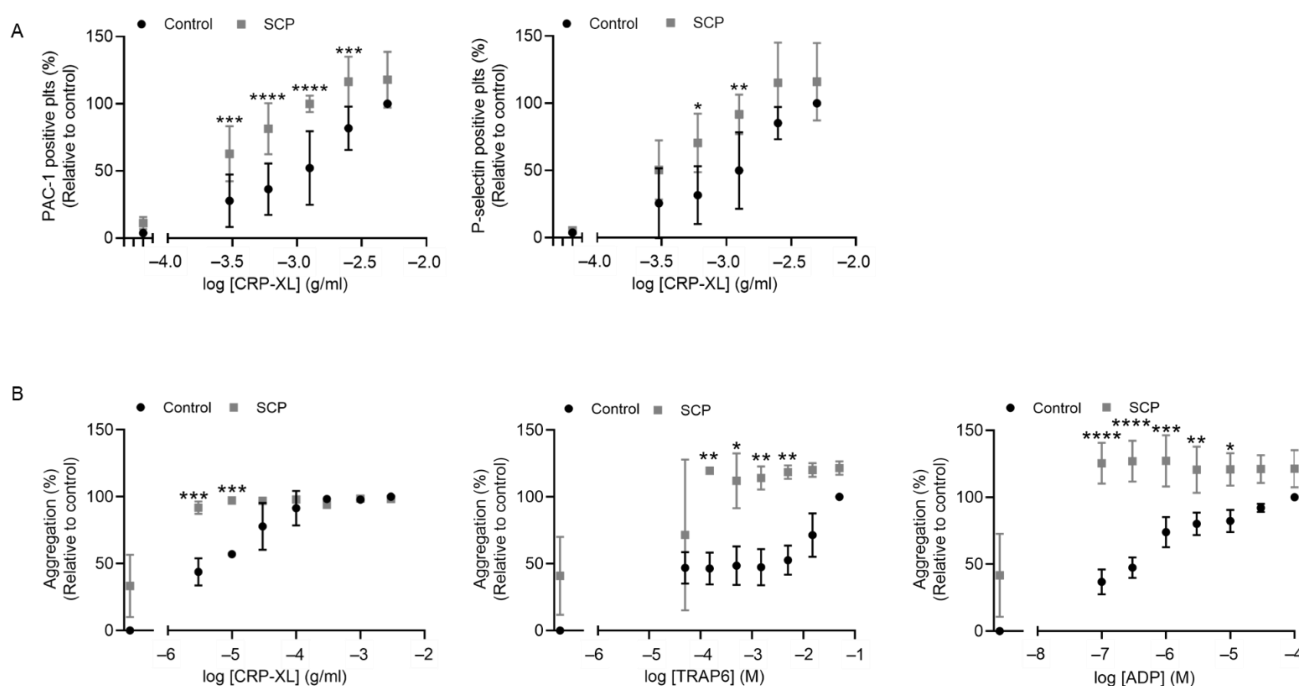 A
Control SCP
PAC-1 positive plts (%)
(Relative to control)
150
100
50
0
*** **** **** ***
–4.0 –3.5 –3.0 –2.5 –2.0
log [CRP-XL] (g/ml)
Control SCP
P-selectin positive plts (%)
(Relative to control)
150
100
50
0
* **
–4.0 –3.5 –3.0 –2.5 –2.0
log [CRP-XL] (g/ml)
B
Control SCP
Aggregation (%)
(Relative to control)
150
100
50
0
*** ***
–6 –5 –4 –3 –2
log [CRP-XL] (g/ml)
Control SCP
Aggregation (%)
(Relative to control)
150
100
50
0
** * ** **
–6 –5 –4 –3 –2 –1
log [TRAP6] (M)
Control SCP
Aggregation (%)
(Relative to control)
150
100
50
0
**** **** *** ** *
–8 –7 –6 –5 –4
log [ADP] (M)